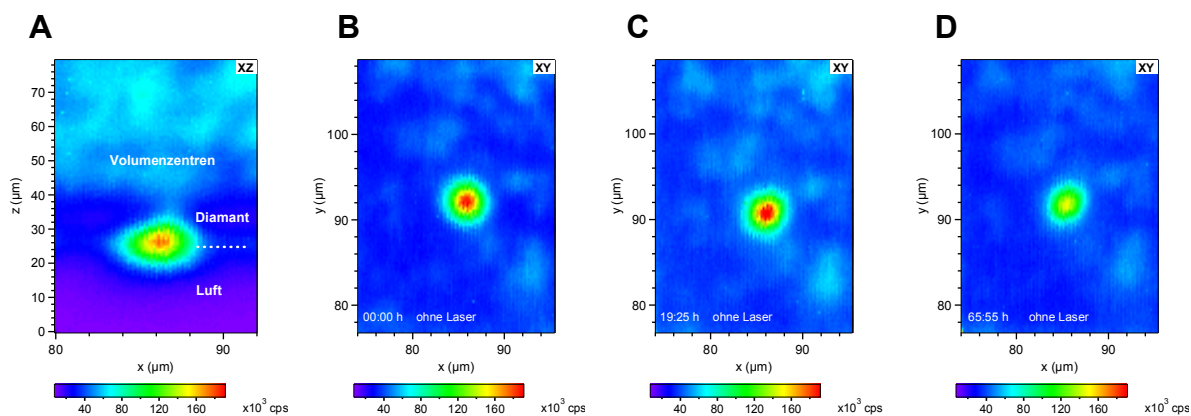 A
XZ
z (µm)
70
60
50
40
30
20
10
0
Volumenzentren
Diamant
Luft
80
90
x (µm)
40
80
120
160
x10³ cps
B
XY
y (µm)
100
90
80
00:00 h ohne Laser
80
90
x (µm)
40
80
120
160
x10³ cps
C
XY
y (µm)
100
90
80
19:25 h ohne Laser
80
90
x (µm)
40
80
120
160
x10³ cps
D
XY
y (µm)
100
90
80
65:55 h ohne Laser
80
90
x (µm)
40
80
120
160
x10³ cps